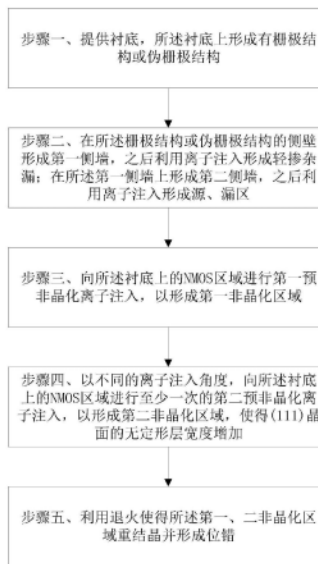 步骤一、提供衬底，所述衬底上形成有栅极结
构或伪栅极结构
步骤二、在所述栅极结构或伪栅极结构的侧壁
形成第一侧墙，之后利用离子注入形成轻掺杂
漏；在所述第一侧墙上形成第二侧墙，之后利
用离子注入形成源、漏区
步骤三、向所述衬底上的NMOS区域进行第一预
非晶化离子注入，以形成第一非晶化区域
步骤四、以不同的离子注入角度，向所述衬底
上的NMOS区域进行至少一次的第二预非晶化离
子注入，以形成第二非晶化区域，使得(111)晶
面的无定形层宽度增加
步骤五、利用退火使得所述第一、二非晶化区
域重结晶并形成位错